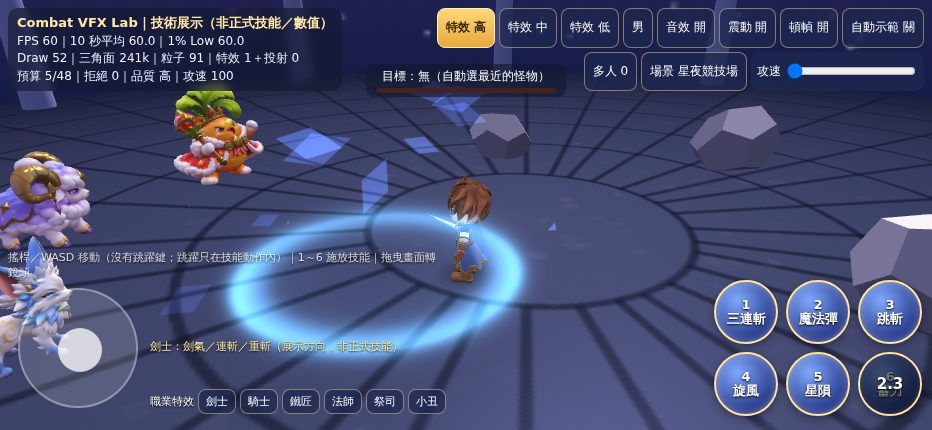 Combat VFX Lab｜技術展示（非正式技能／數值）
FPS 60｜10 秒平均 60.0｜1% Low 60.0
Draw 52｜三角面 241k｜粒子 91｜特效 1＋投射 0
預算 5/48｜拒絕 0｜品質 高｜攻速 100
特效 高
特效 中
特效 低
男
音效 開
震動 開
頓幀 開
自動示範 關
多人 0
場景 星夜競技場
攻速
目標：無（自動選最近的怪物）
搖桿／WASD 移動（沒有跳躍鍵；跳躍只在技能動作內）｜1~6 施放技能｜拖曳畫面轉
鏡頭
劍士：劍氣／連斬／重斬（展示方向，非正式技能）
職業特效
劍士
騎士
鐵匠
法師
祭司
小丑
1
三連斬
2
魔法彈
3
跳斬
4
旋風
5
星隕
6
2.3